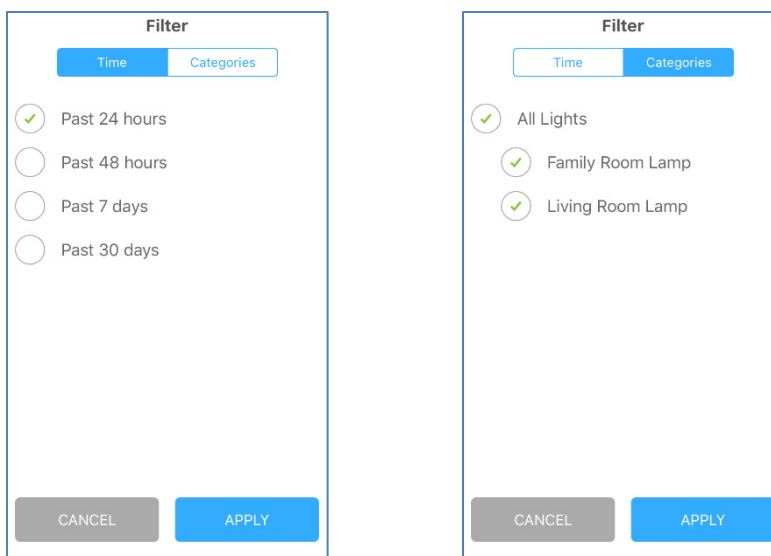 Filter
Time Categories
Past 24 hours
Past 48 hours
Past 7 days
Past 30 days
CANCEL APPLY
Filter
Time Categories
All Lights
Family Room Lamp
Living Room Lamp
CANCEL APPLY